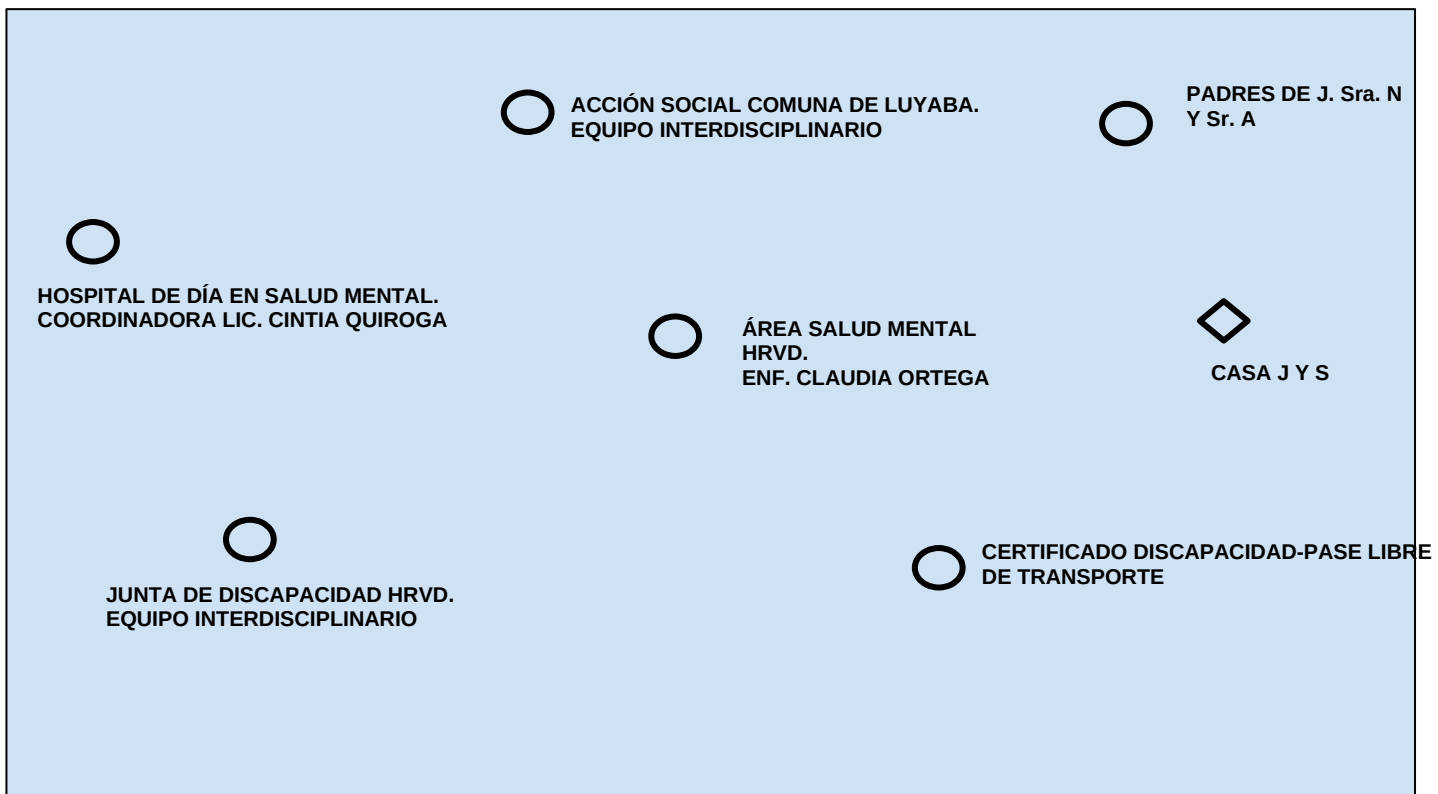 ACCIÓN SOCIAL COMUNA DE LUYABA.
EQUIPO INTERDISCIPLINARIO
PADRES DE J. Sra. N
Y Sr. A
HOSPITAL DE DÍA EN SALUD MENTAL.
COORDINADORA LIC. CINTIA QUIROGA
ÁREA SALUD MENTAL
HRVD.
ENF. CLAUDIA ORTEGA
CASA J Y S
JUNTA DE DISCAPACIDAD HRVD.
EQUIPO INTERDISCIPLINARIO
CERTIFICADO DISCAPACIDAD-PASE LIBRE
DE TRANSPORTE